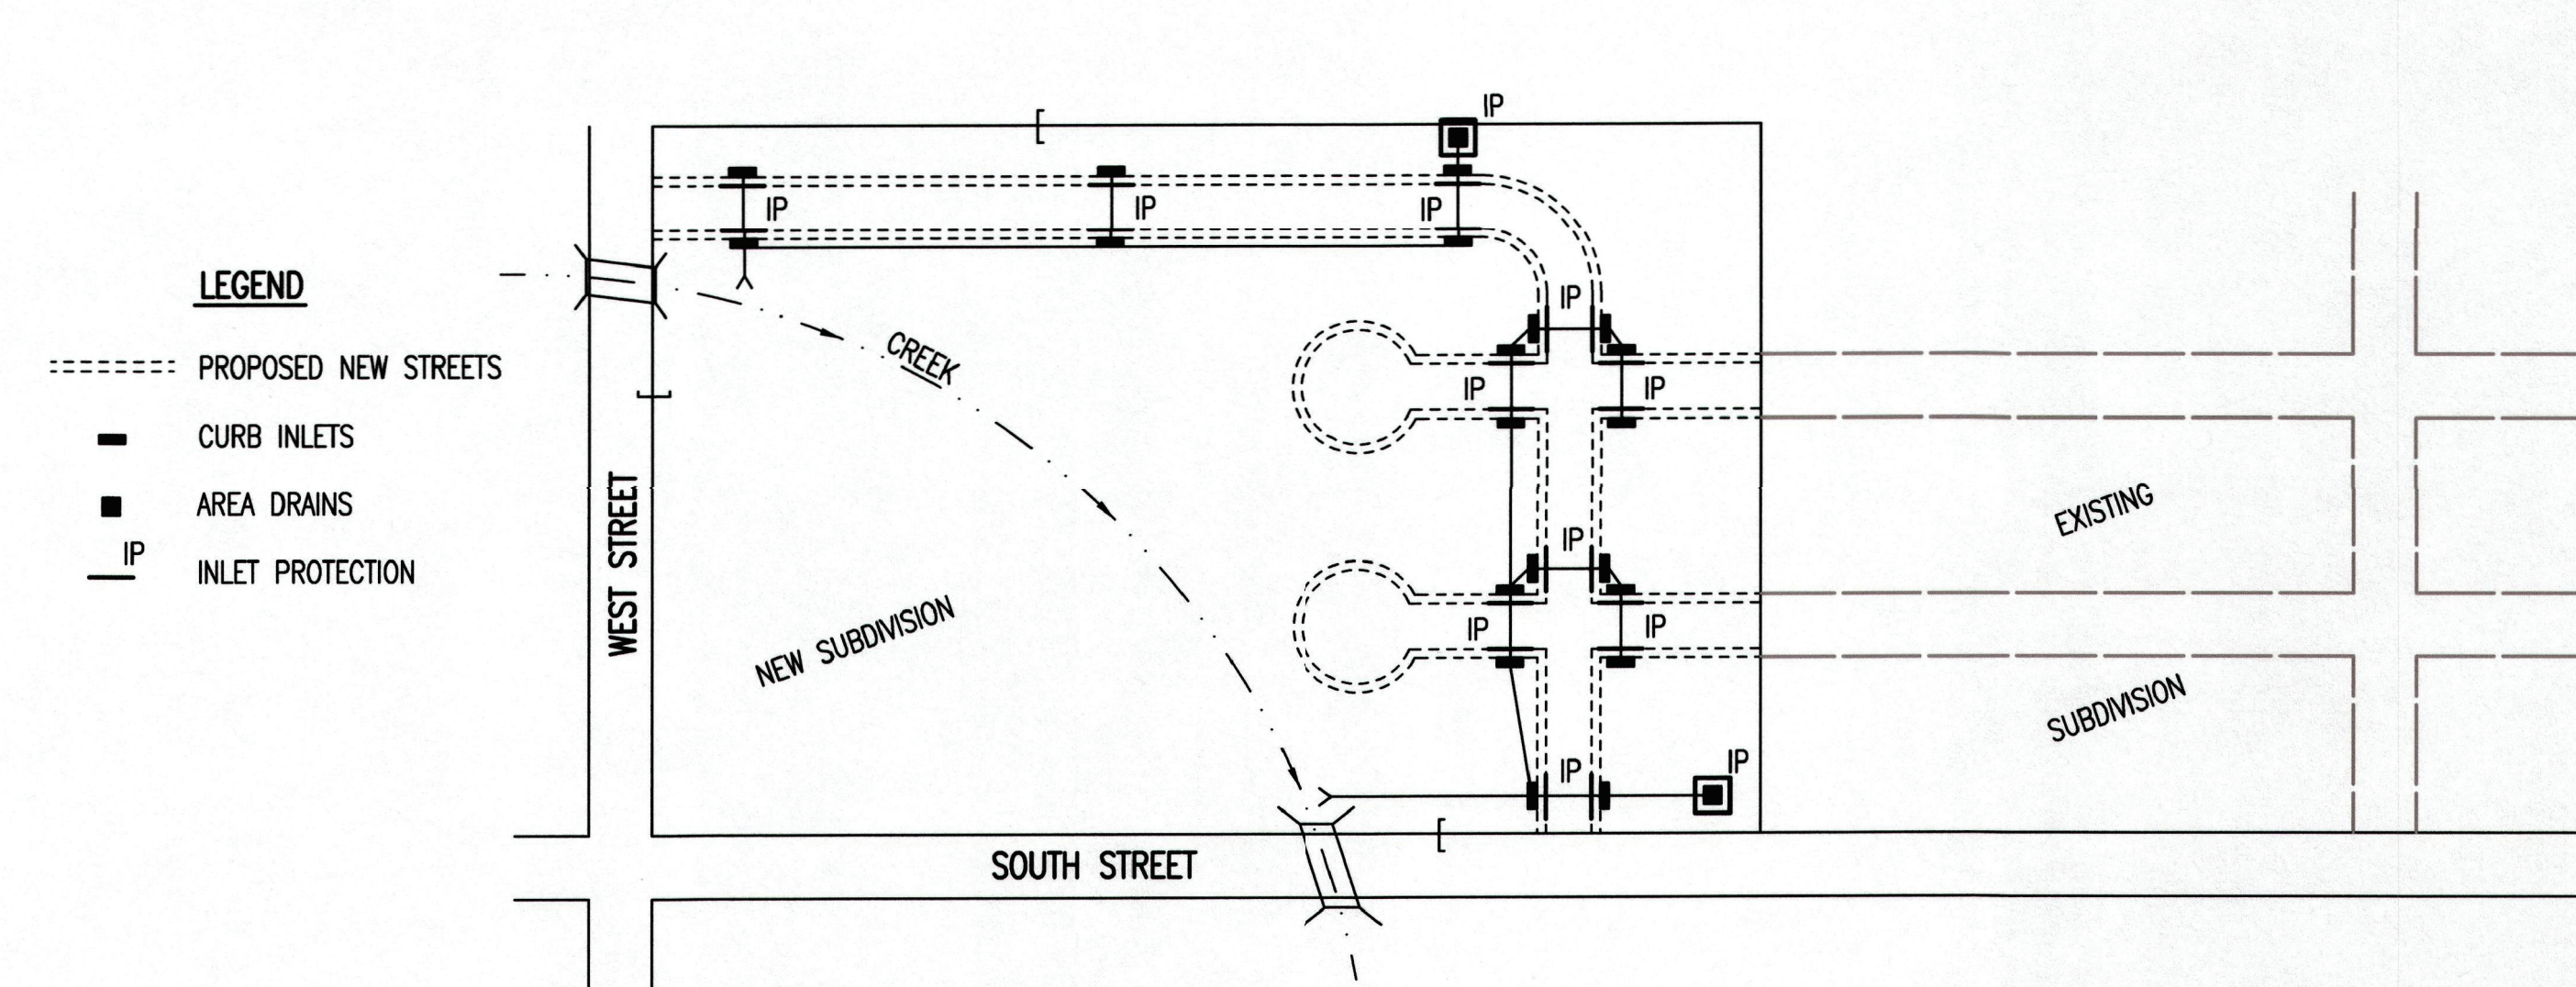 LEGEND
PROPOSED NEW STREETS
CURB INLETS
AREA DRAINS
IP
INLET PROTECTION
IP
IP
IP
IP
IP
IP
IP
IP
IP
IP
IP
IP
CREEK
WEST STREET
NEW SUBDIVISION
SOUTH STREET
EXISTING
SUBDIVISION